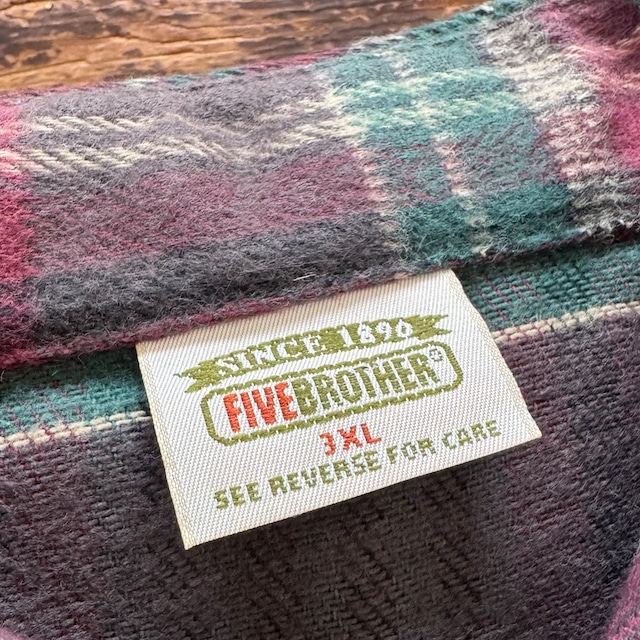 SINCE 1890
FIVEBROTHER®
3XL
SEE REVERSE FOR CARE